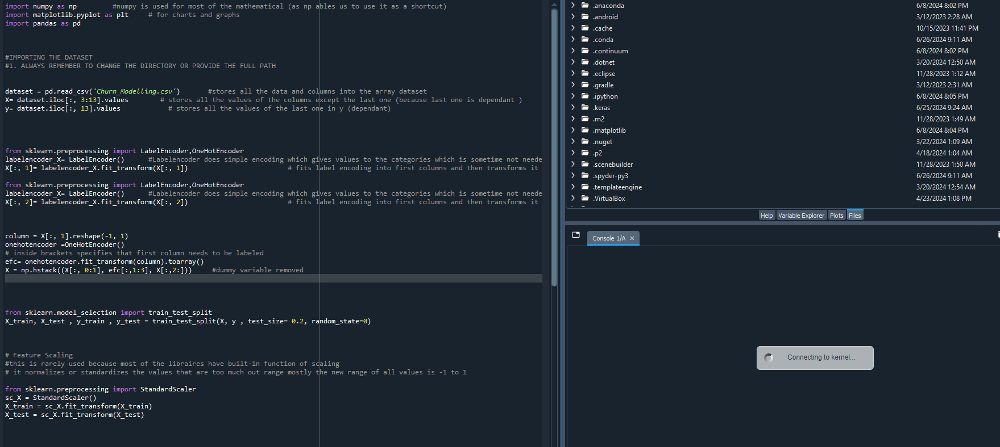 import numpy as np #numpy is used for most of the mathematical (as np ables us to use it as a shortcut)
import matplotlib.pyplot as plt # for charts and graphs
import pandas as pd
#IMPORTING THE DATASET
#1. ALWAYS REMEMBER TO CHANGE THE DIRECTORY OR PROVIDE THE FULL PATH
dataset = pd.read_csv('Churn_Modelling.csv') #stores all the data and columns into the array dataset
X= dataset.iloc[:, 3:13].values # stores all the values of the columns except the last one (because last one is dependant )
y= dataset.iloc[:, 13].values # stores all the values of the last one in y (dependant)
from sklearn.preprocessing import LabelEncoder,OneHotEncoder
labelencoder_X= LabelEncoder() #Labelencoder does simple encoding which gives values to the categories which is sometime not neede
X[:, 1]= labelencoder_X.fit_transform(X[:, 1]) # fits label encoding into first columns and then transforms it
from sklearn.preprocessing import LabelEncoder,OneHotEncoder
labelencoder_X= LabelEncoder() #Labelencoder does simple encoding which gives values to the categories which is sometime not neede
X[:, 2]= labelencoder_X.fit_transform(X[:, 2]) # fits label encoding into first columns and then transforms it
column = X[:, 1].reshape(-1, 1)
onehotencoder =OneHotEncoder()
# inside brackets specifies that first column needs to be labeled
efc= onehotencoder.fit_transform(column).toarray()
X = np.hstack((X[:, 0:1], efc[:,1:3], X[:,2:])) #dummy variable removed
from sklearn.model_selection import train_test_split
X_train, X_test , y_train , y_test = train_test_split(X, y , test_size= 0.2, random_state=0)
# Feature Scaling
#this is rarely used because most of the libraires have built-in function of scaling
# it normalizes or standardizes the values that are too much out range mostly the new range of all values is -1 to 1
from sklearn.preprocessing import StandardScaler
sc_X = StandardScaler()
X_train = sc_X.fit_transform(X_train)
X_test = sc_X.fit_transform(X_test)
.anaconda 6/8/2024 8:02 PM
.android 3/12/2023 2:28 AM
.cache 10/15/2023 11:41 PM
.conda 6/26/2024 9:11 AM
.continuum 6/8/2024 8:02 PM
.dotnet 3/20/2024 12:50 AM
.eclipse 11/28/2023 1:12 AM
.gradle 3/12/2023 2:31 AM
.ipython 6/8/2024 8:05 PM
.keras 6/25/2024 9:24 AM
.m2 11/28/2023 1:49 AM
.matplotlib 6/8/2024 8:04 PM
.nuget 3/22/2024 1:09 AM
.p2 4/18/2024 1:04 AM
.scenebuilder 11/28/2023 1:50 AM
.spyder-py3 6/26/2024 9:11 AM
.templateengine 3/20/2024 12:54 AM
.VirtualBox 4/23/2024 1:08 PM
Help Variable Explorer Plots Files
Console 1/A
Connecting to kernel...